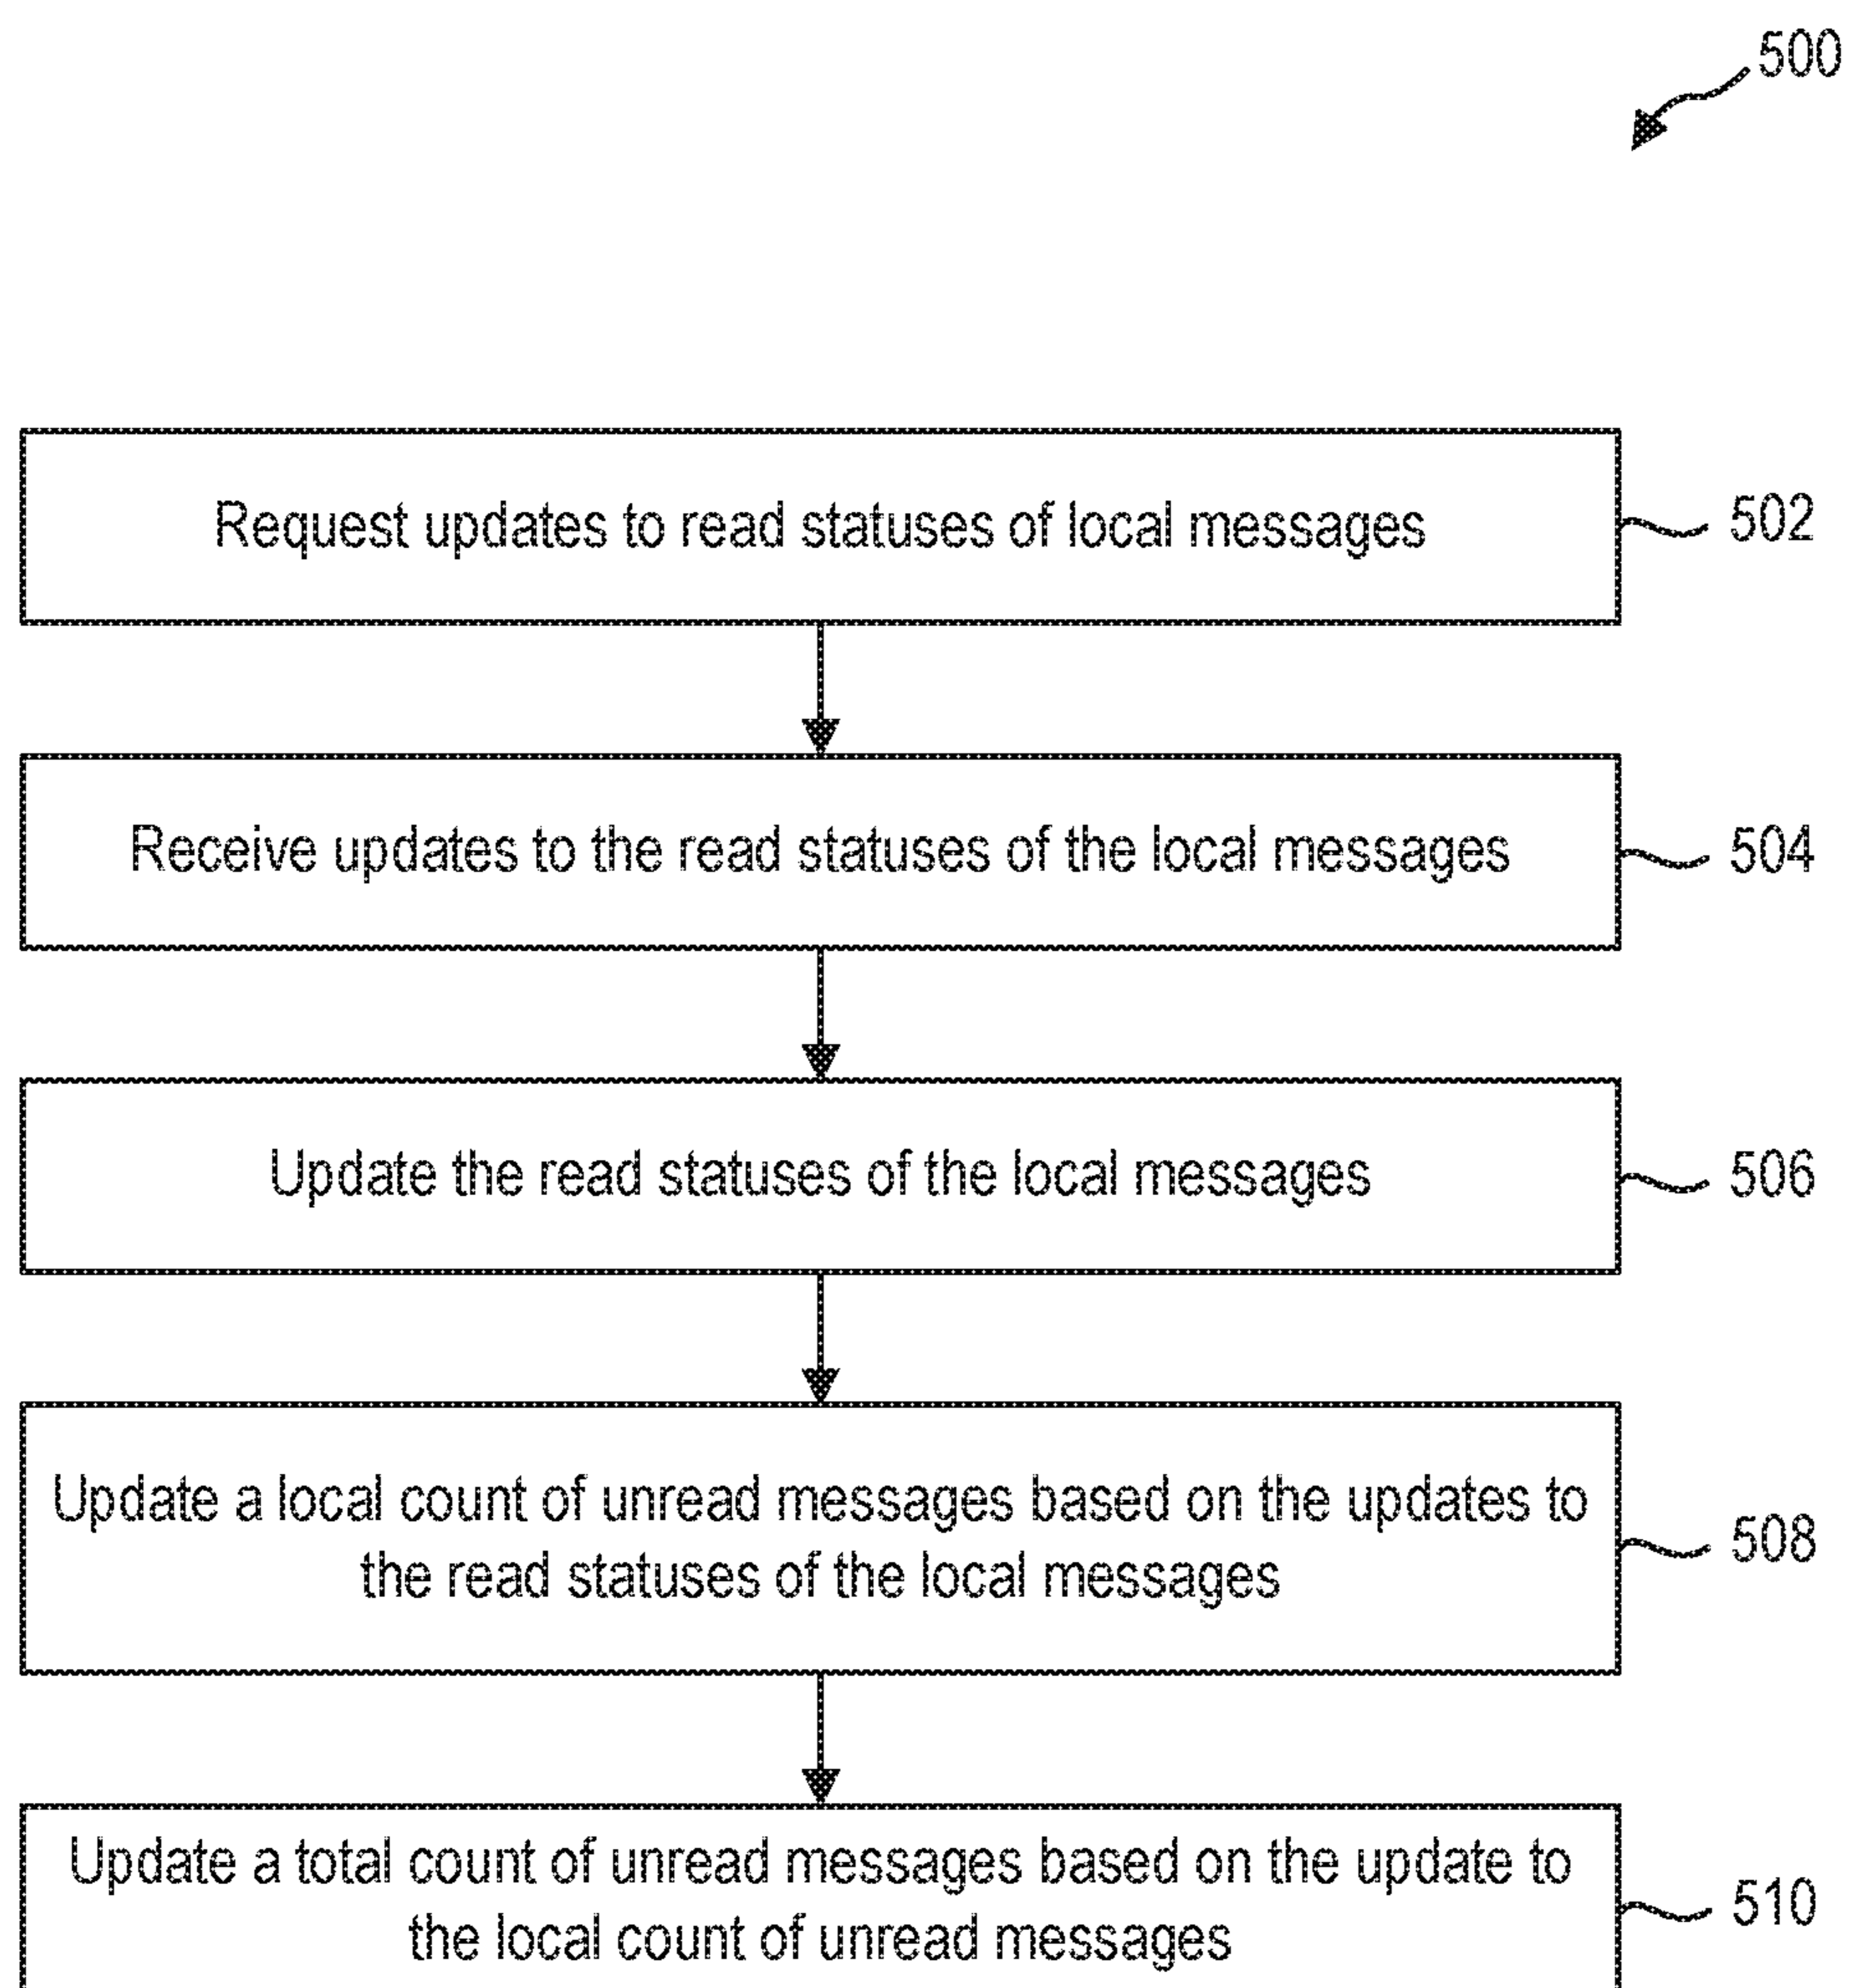 500
Request updates to read statuses of local messages
502
Receive updates to the read statuses of the local messages
504
Update the read statuses of the local messages
506
Update a local count of unread messages based on the updates to
the read statuses of the local messages
508
Update a total count of unread messages based on the update to
the local count of unread messages
510